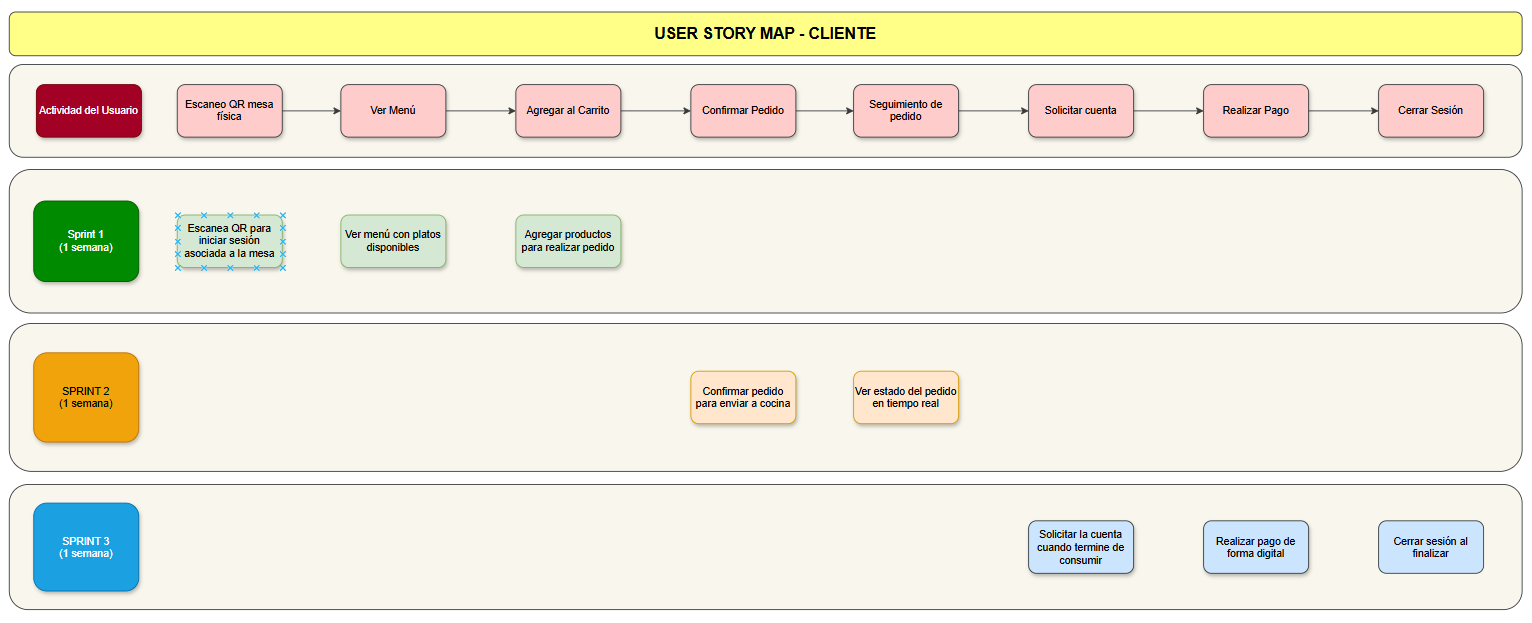 USER STORY MAP - CLIENTE
Actividad del Usuario
Escaneo QR mesa
física
Ver Menú
Agregar al Carrito
Confirmar Pedido
Seguimiento de
pedido
Solicitar cuenta
Realizar Pago
Cerrar Sesión
Sprint 1
(1 semana)
Escanea QR para
iniciar sesión
asociada a la mesa
Ver menú con platos
disponibles
Agregar productos
para realizar pedido
SPRINT 2
(1 semana)
Confirmar pedido
para enviar a cocina
Ver estado del pedido
en tiempo real
SPRINT 3
(1 semana)
Solicitar la cuenta
cuando termine de
consumir
Realizar pago de
forma digital
Cerrar sesión al
finalizar